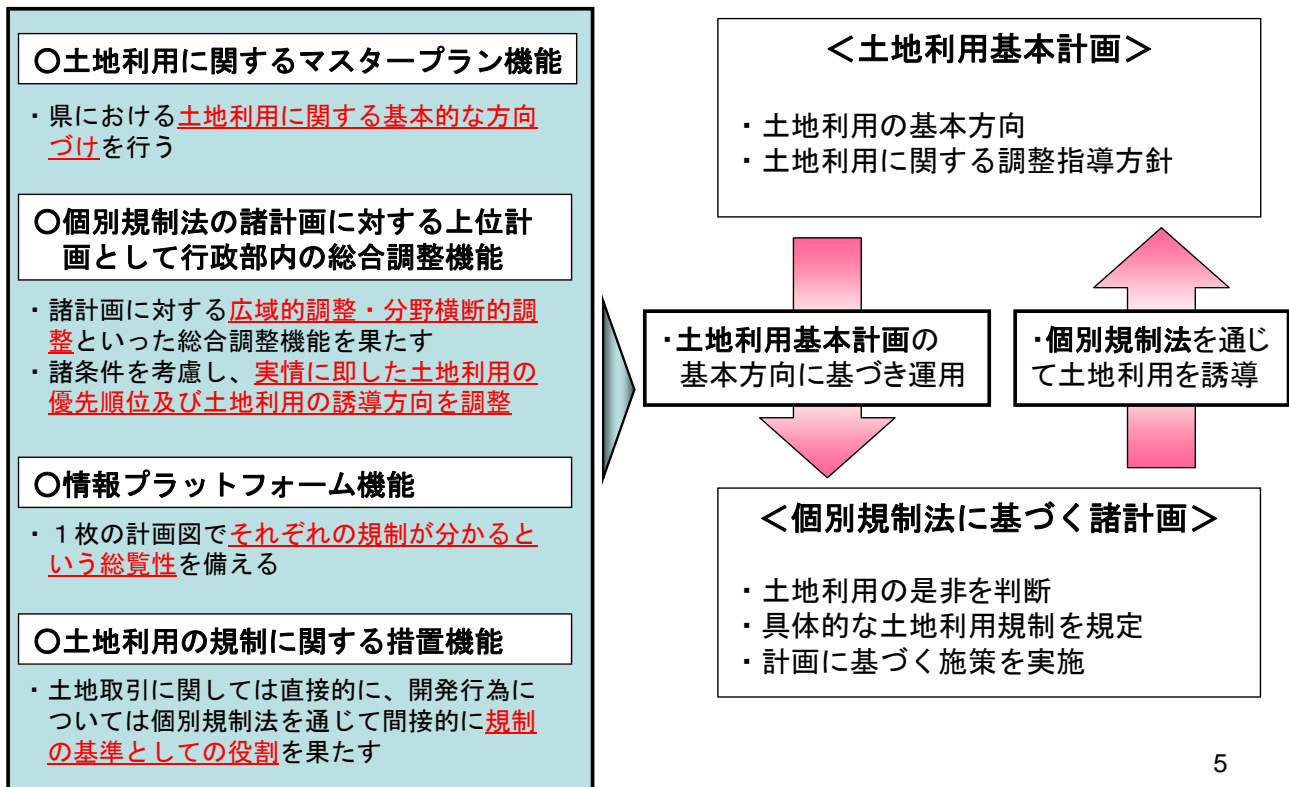 〇土地利用に関するマスタープラン機能
・県における土地利用に関する基本的な方向
づけを行う
〇個別規制法の諸計画に対する上位計
画として行政部内の総合調整機能
・諸計画に対する広域的調整・分野横断的調
整といった総合調整機能を果たす
・諸条件を考慮し、実情に即した土地利用の
優先順位及び土地利用の誘導方向を調整
〇情報プラットフォーム機能
・１枚の計画図でそれぞれの規制が分かると
いう総覧性を備える
〇土地利用の規制に関する措置機能
・土地取引に関しては直接的に、開発行為に
ついては個別規制法を通じて間接的に規制
の基準としての役割を果たす
＜土地利用基本計画＞
・土地利用の基本方向
・土地利用に関する調整指導方針
・土地利用基本計画の
基本方向に基づき運用
・個別規制法を通じ
て土地利用を誘導
＜個別規制法に基づく諸計画＞
・土地利用の是非を判断
・具体的な土地利用規制を規定
・計画に基づく施策を実施
5